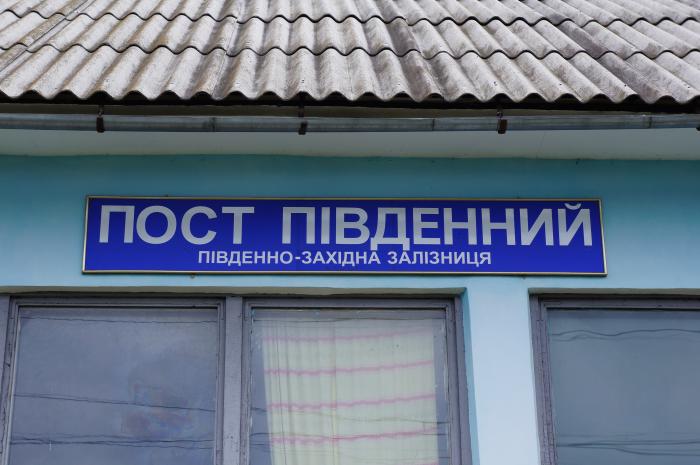 ПОСТ ПІВДЕННИЙ
ПІВДЕННО-ЗАХІДНА ЗАЛІЗНИЦЯ